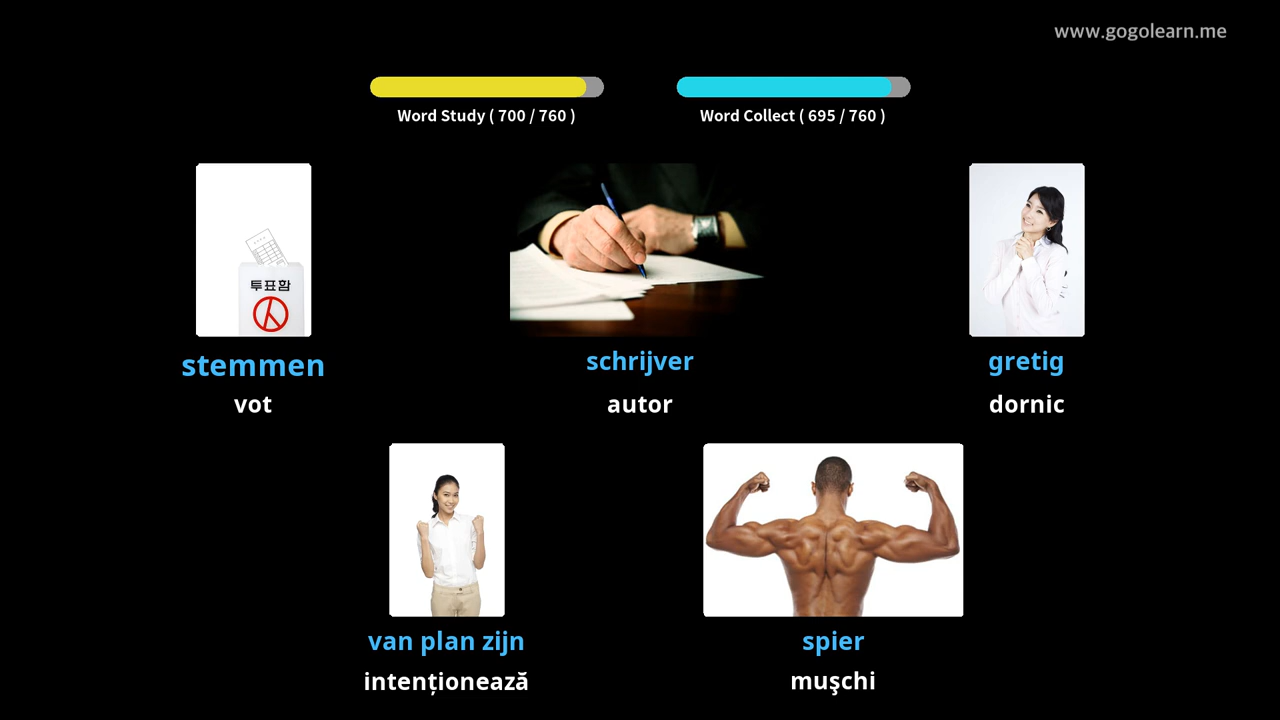 www.gogolearn.me
Word Study ( 700 / 760 )
Word Collect ( 695 / 760 )
투표함
stemmen
vot
schrijver
autor
gretig
dornic
van plan zijn
intenționează
spier
muşchi